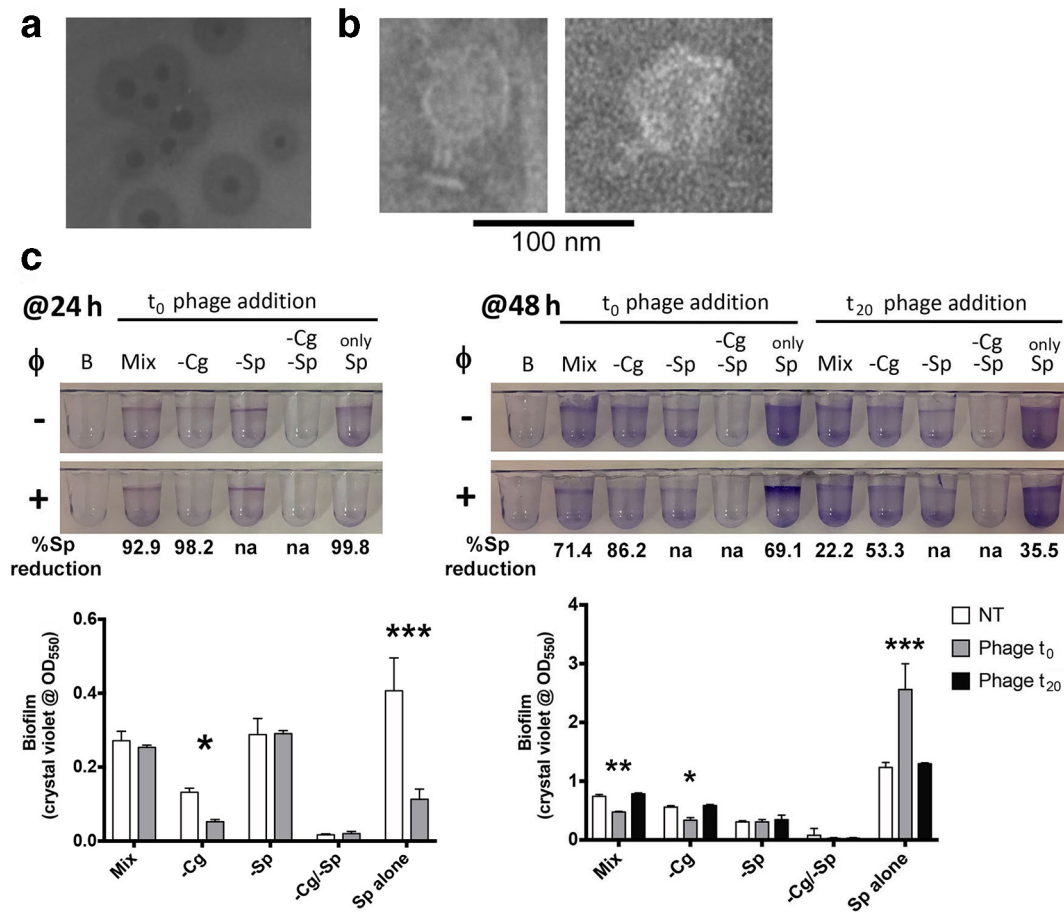 a
b
100 nm
c
@24 h
t0 phage addition
ϕ B Mix -Cg -Sp -Cg -Sp only Sp
-
+
%Sp reduction 92.9 98.2 na na 99.8
@48 h
t0 phage addition
t20 phage addition
ϕ B Mix -Cg -Sp -Cg -Sp only Sp Mix -Cg -Sp -Cg -Sp only Sp
-
+
%Sp reduction 71.4 86.2 na na 69.1 22.2 53.3 na na 35.5
Biofilm
(crystal violet @ OD550)
0.6
0.4
0.2
0.0
*
***
Mix
-Cg
-Sp
-Cg/-Sp
Sp alone
Biofilm
(crystal violet @ OD550)
4
3
2
1
0
**
*
***
Mix
-Cg
-Sp
-Cg/-Sp
Sp alone
NT
Phage t0
Phage t20